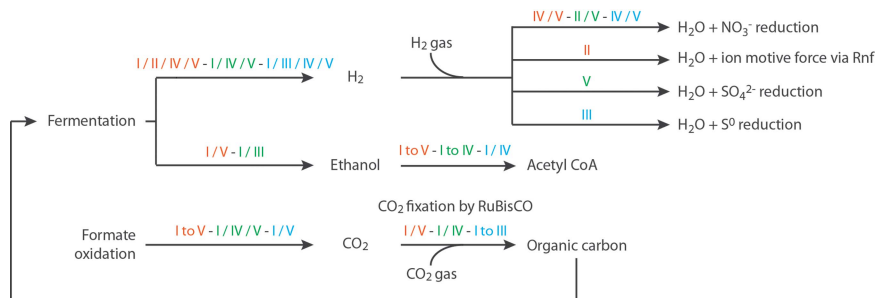 IV / V - II / V - IV / V
H₂O + NO₃⁻ reduction
H₂ gas
II
H₂O + ion motive force via Rnf
I / II / IV / V - I / IV / V - I / III / IV / V
H₂
V
H₂O + SO₄²⁻ reduction
III
H₂O + S⁰ reduction
Fermentation
I / V - I / III
Ethanol
I to V - I to IV - I / IV
Acetyl CoA
CO₂ fixation by RuBisCO
Formate
oxidation
I to V - I / IV / V - I / V
CO₂
I / V - I / IV - I to III
Organic carbon
CO₂ gas